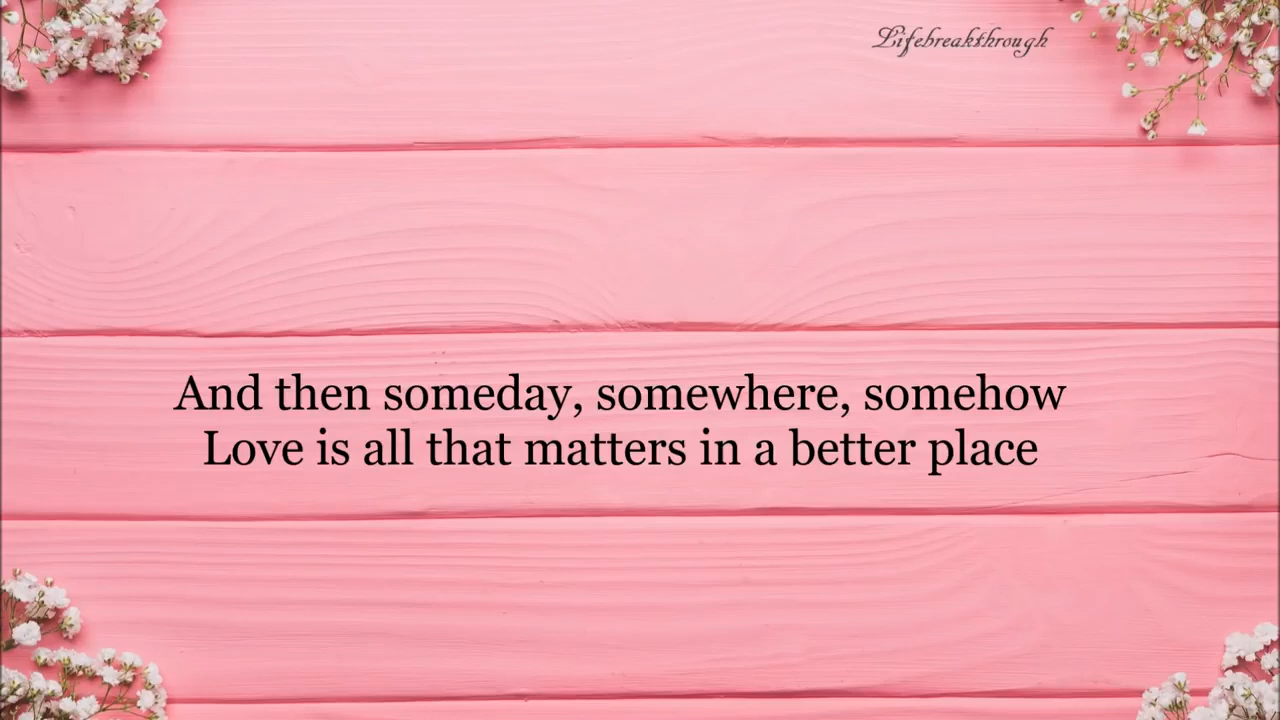 Lifebreakthrough
And then someday, somewhere, somehow
Love is all that matters in a better place